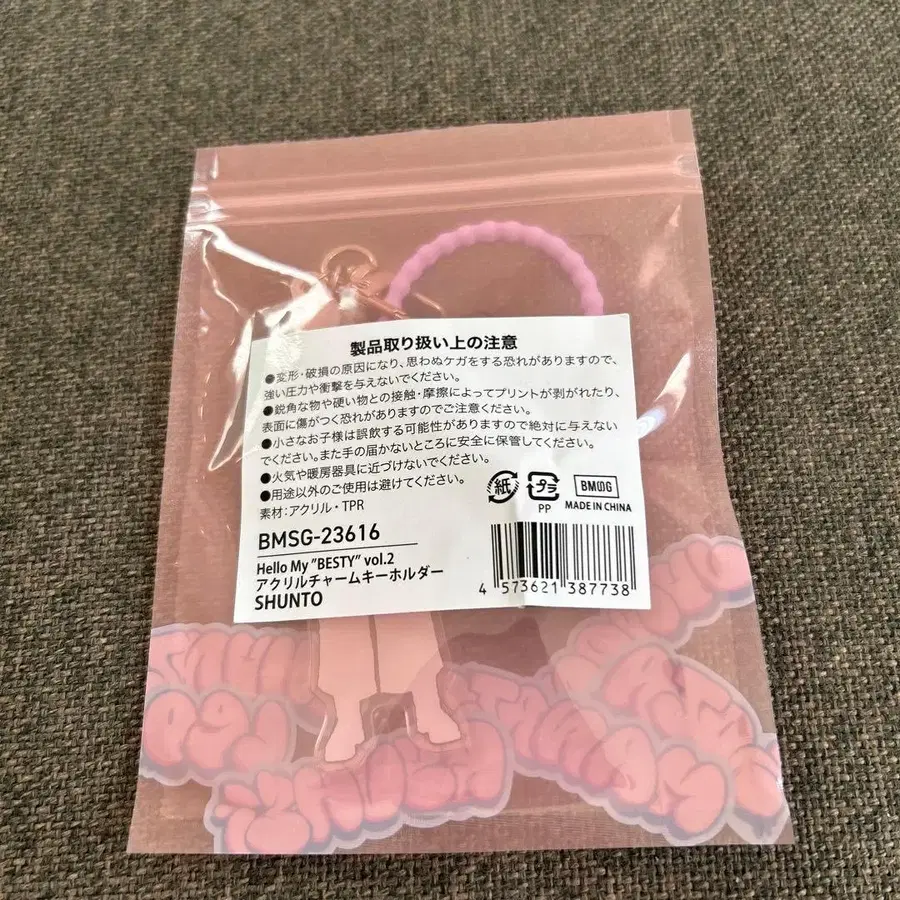 製品取り扱い上の注意
●変形・破損の原因になり、思わぬケガをする恐れがありますので、
強い圧力や衝撃を与えないでください。
●鋭角な物や硬い物との接触・摩擦によってプリントが剥がれたり、
表面に傷がつく恐れがありますのでご注意ください。
●小さなお子様は誤飲する可能性がありますので絶対に与えない
でください。また手の届かないところに安全に保管してください。
●火気や暖房器具に近づけないでください。
●用途以外のご使用は避けてください。
素材:アクリル・TPR
紙
プラ
PP
BMSG
MADE IN CHINA
BMSG-23616
Hello My "BESTY" vol.2
アクリルチャームキーホルダー
SHUNTO
4 573621 387738